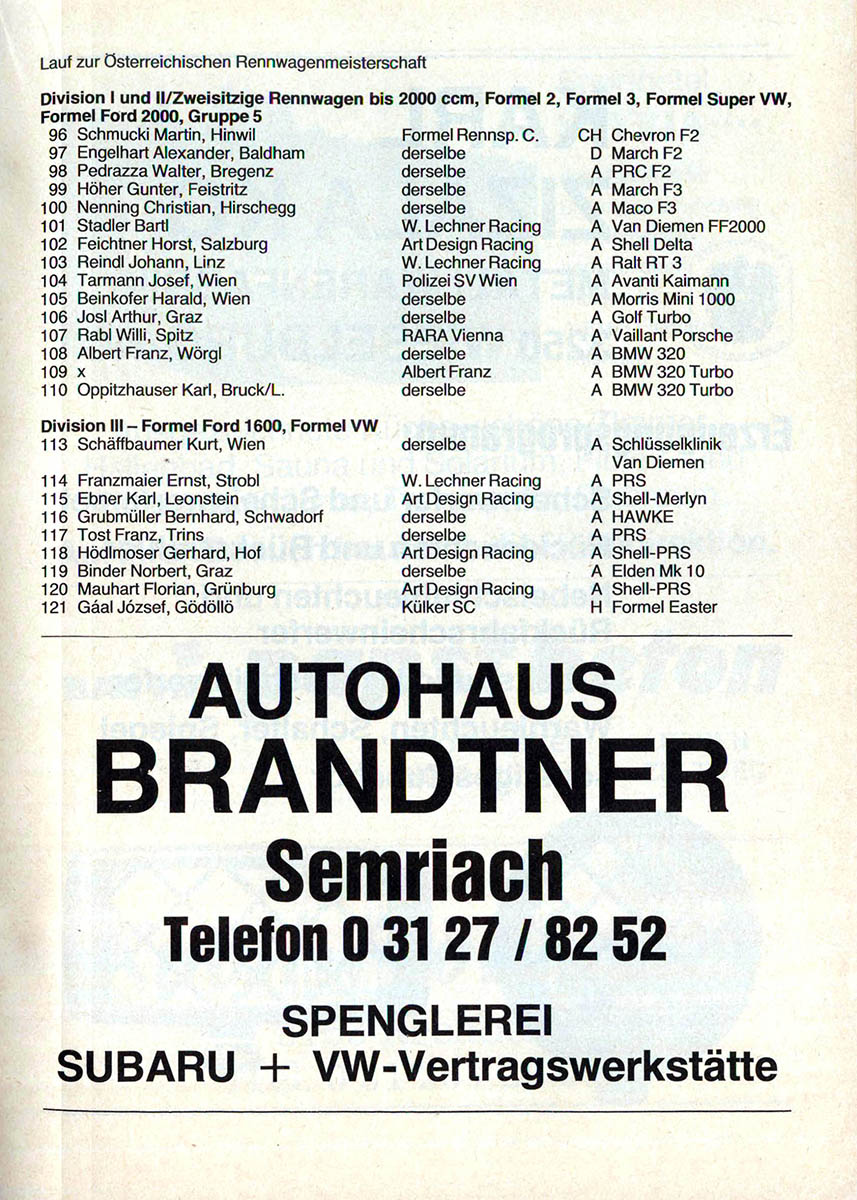 Lauf zur Österreichischen Rennwagenmeisterschaft
Division I und II/Zweisitzige Rennwagen bis 2000 ccm, Formel 2, Formel 3, Formel Super VW,
Formel Ford 2000, Gruppe 5
96 Schmucki Martin, Hinwil Formel Rennsp. C. CH Chevron F2
97 Engelhart Alexander, Baldham derselbe D March F2
98 Pedrazza Walter, Bregenz derselbe A PRC F2
99 Höher Gunter, Feistritz derselbe A March F3
100 Nenning Christian, Hirschegg derselbe A Maco F3
101 Stadler Bartl W. Lechner Racing A Van Diemen FF2000
102 Feichtner Horst, Salzburg Art Design Racing A Shell Delta
103 Reindl Johann, Linz W. Lechner Racing A Ralt RT 3
104 Tarmann Josef, Wien Polizei SV Wien A Avanti Kaimann
105 Beinkofer Harald, Wien derselbe A Morris Mini 1000
106 Josl Arthur, Graz derselbe A Golf Turbo
107 Rabl Willi, Spitz RARA Vienna A Vaillant Porsche
108 Albert Franz, Wörgl derselbe A BMW 320
109 x Albert Franz A BMW 320 Turbo
110 Oppitzhauser Karl, Bruck/L. derselbe A BMW 320 Turbo
Division III – Formel Ford 1600, Formel VW
113 Schäffbaumer Kurt, Wien derselbe A Schlüsselklinik
Van Diemen
114 Franzmaier Ernst, Strobl W. Lechner Racing A PRS
115 Ebner Karl, Leonstein Art Design Racing A Shell-Merlyn
116 Grubmüller Bernhard, Schwadorf derselbe A HAWKE
117 Tost Franz, Trins derselbe A PRS
118 Hödlmoser Gerhard, Hof Art Design Racing A Shell-PRS
119 Binder Norbert, Graz derselbe A Elden Mk 10
120 Mauhart Florian, Grünburg Art Design Racing A Shell-PRS
121 Gáal József, Gödöllö Külker SC H Formel Easter
AUTOHAUS
BRANDTNER
Semriach
Telefon 0 31 27 / 82 52
SPENGLEREI
SUBARU + VW-Vertragswerkstätte